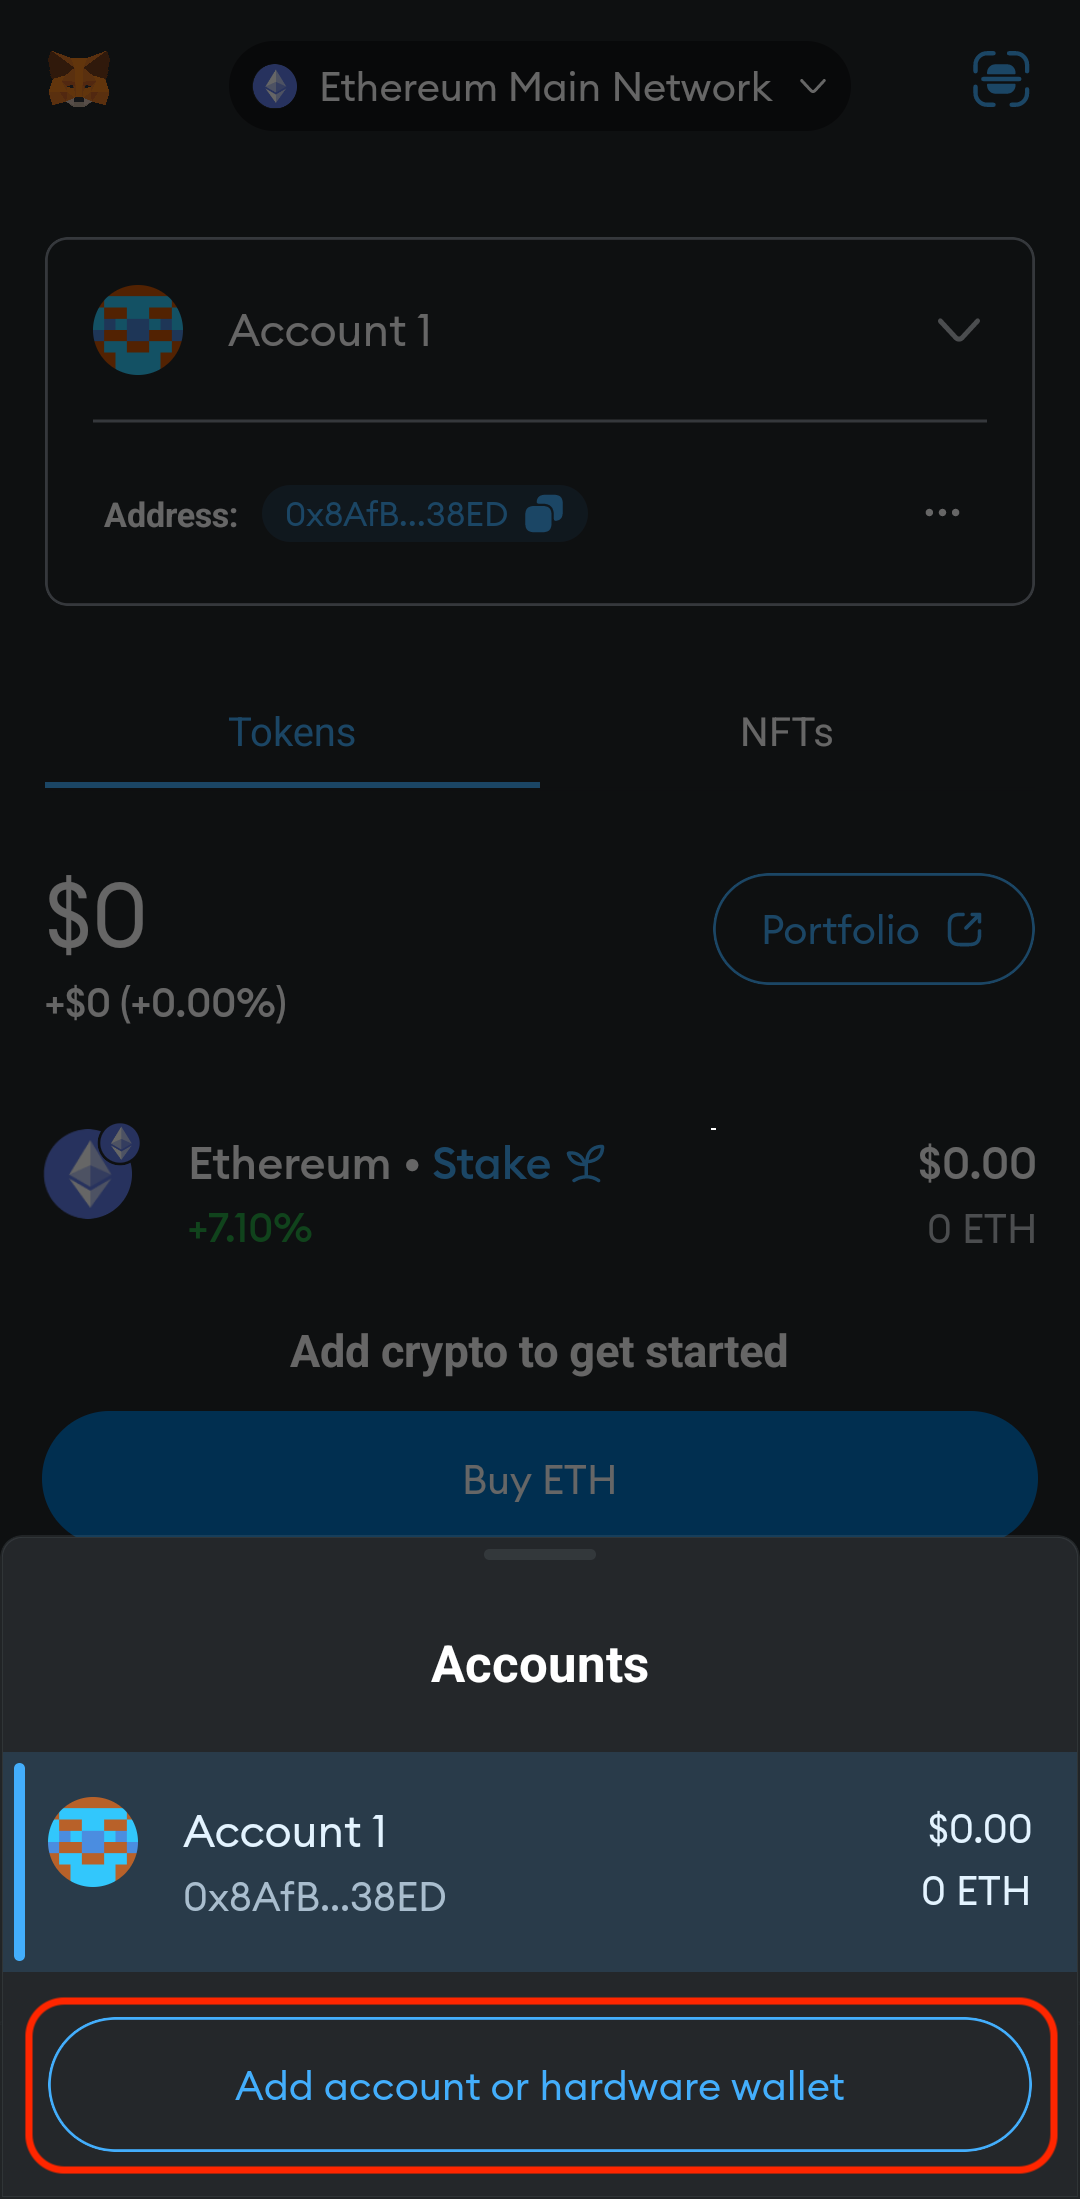 Ethereum Main Network
Account 1
Address: 0x8AfB...38ED
Tokens NFTs
$0
Portfolio
+$0 (+0.00%)
Ethereum • Stake $0.00
+7.10% 0 ETH
Add crypto to get started
Buy ETH
Accounts
Account 1 $0.00
0x8AfB...38ED 0 ETH
Add account or hardware wallet